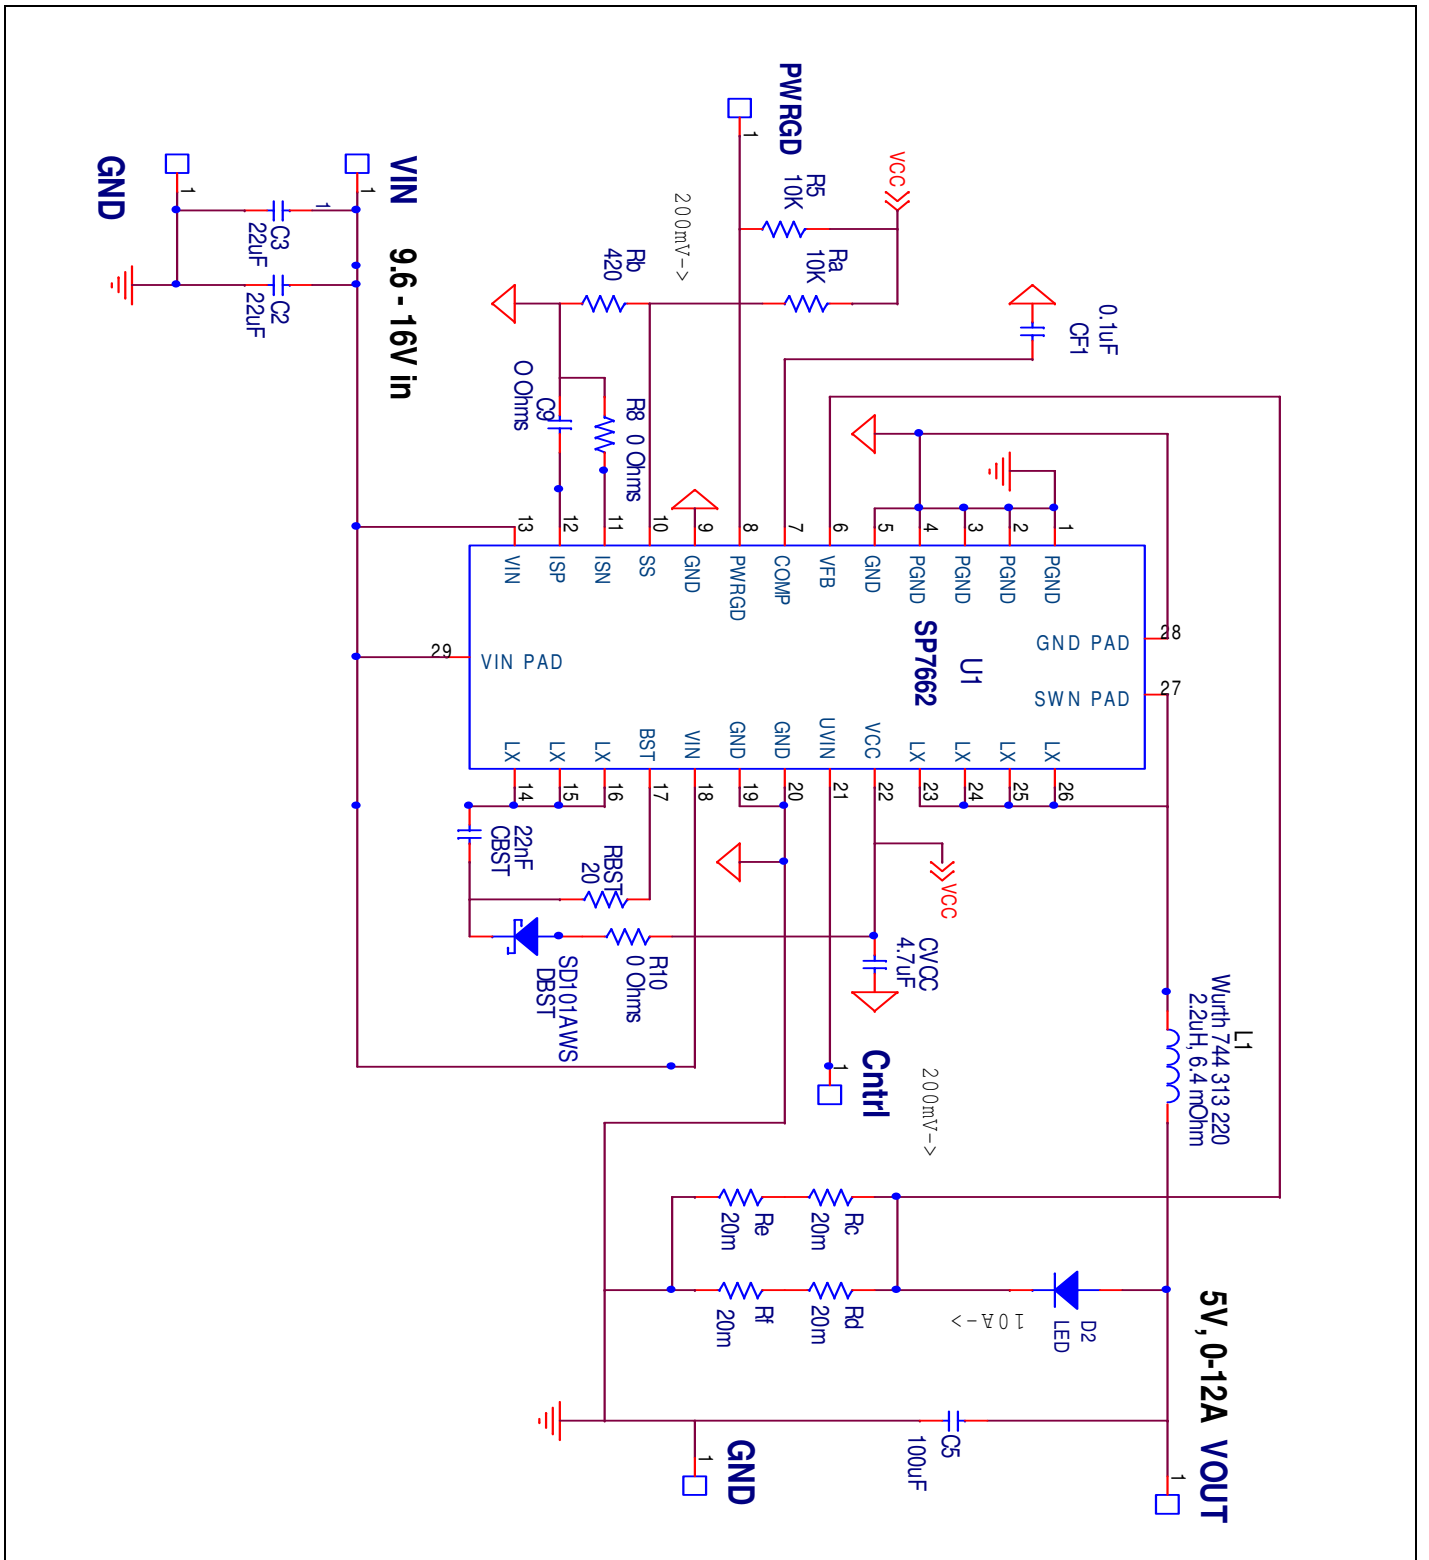 PWRGD
1
VCC
R5
10K
Ra
10K
200mV->
Rb
420
VIN
1
GND
1
1
C3
22uF
C2
22uF
9.6 - 16V in
0.1uF
CF1
C9
0 Ohms
R8 0 Ohms
13
12
11
10
9
8
7
6
5
4
3
2
1
VIN
ISP
ISN
SS
GND
PWRGD
COMP
VFB
GND
PGND
PGND
PGND
PGND
U1
SP7662
29
VIN PAD
GND PAD
28
SWN PAD
27
LX
LX
LX
BST
VIN
GND
GND
UVIN
VCC
LX
LX
LX
LX
14
15
16
17
18
19
20
21
22
23
24
25
26
22nF
CBST
RBST
20
VCC
CVCC
4.7uF
R10
0 Ohms
SD101AWS
DBST
1
Cntrl
200mV->
L1
Wurth 744 313 220
2.2uH, 6.4 mOhm
Rc
20m
Re
20m
Rd
20m
Rf
20m
10A->
D2
LED
5V, 0-12A VOUT
1
C5
100uF
GND
1